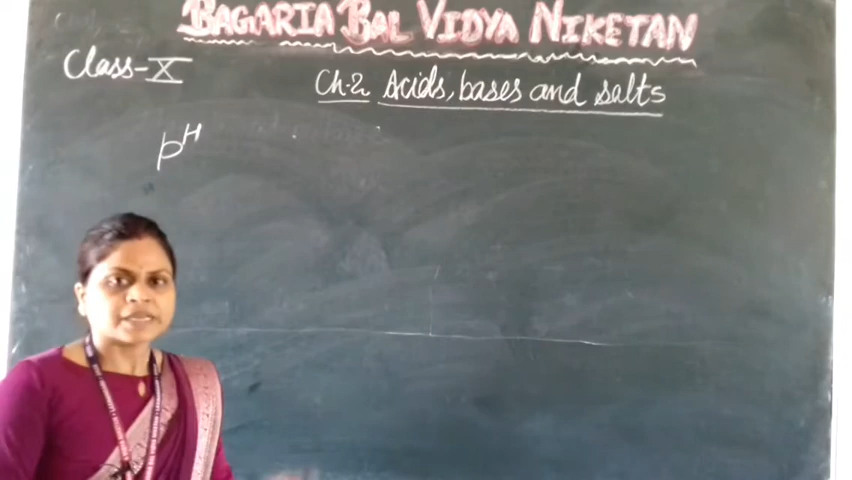 BAGARIA BAL VIDYA NIKETAN
Class-X
Ch-2 Acids, bases and salts
pH